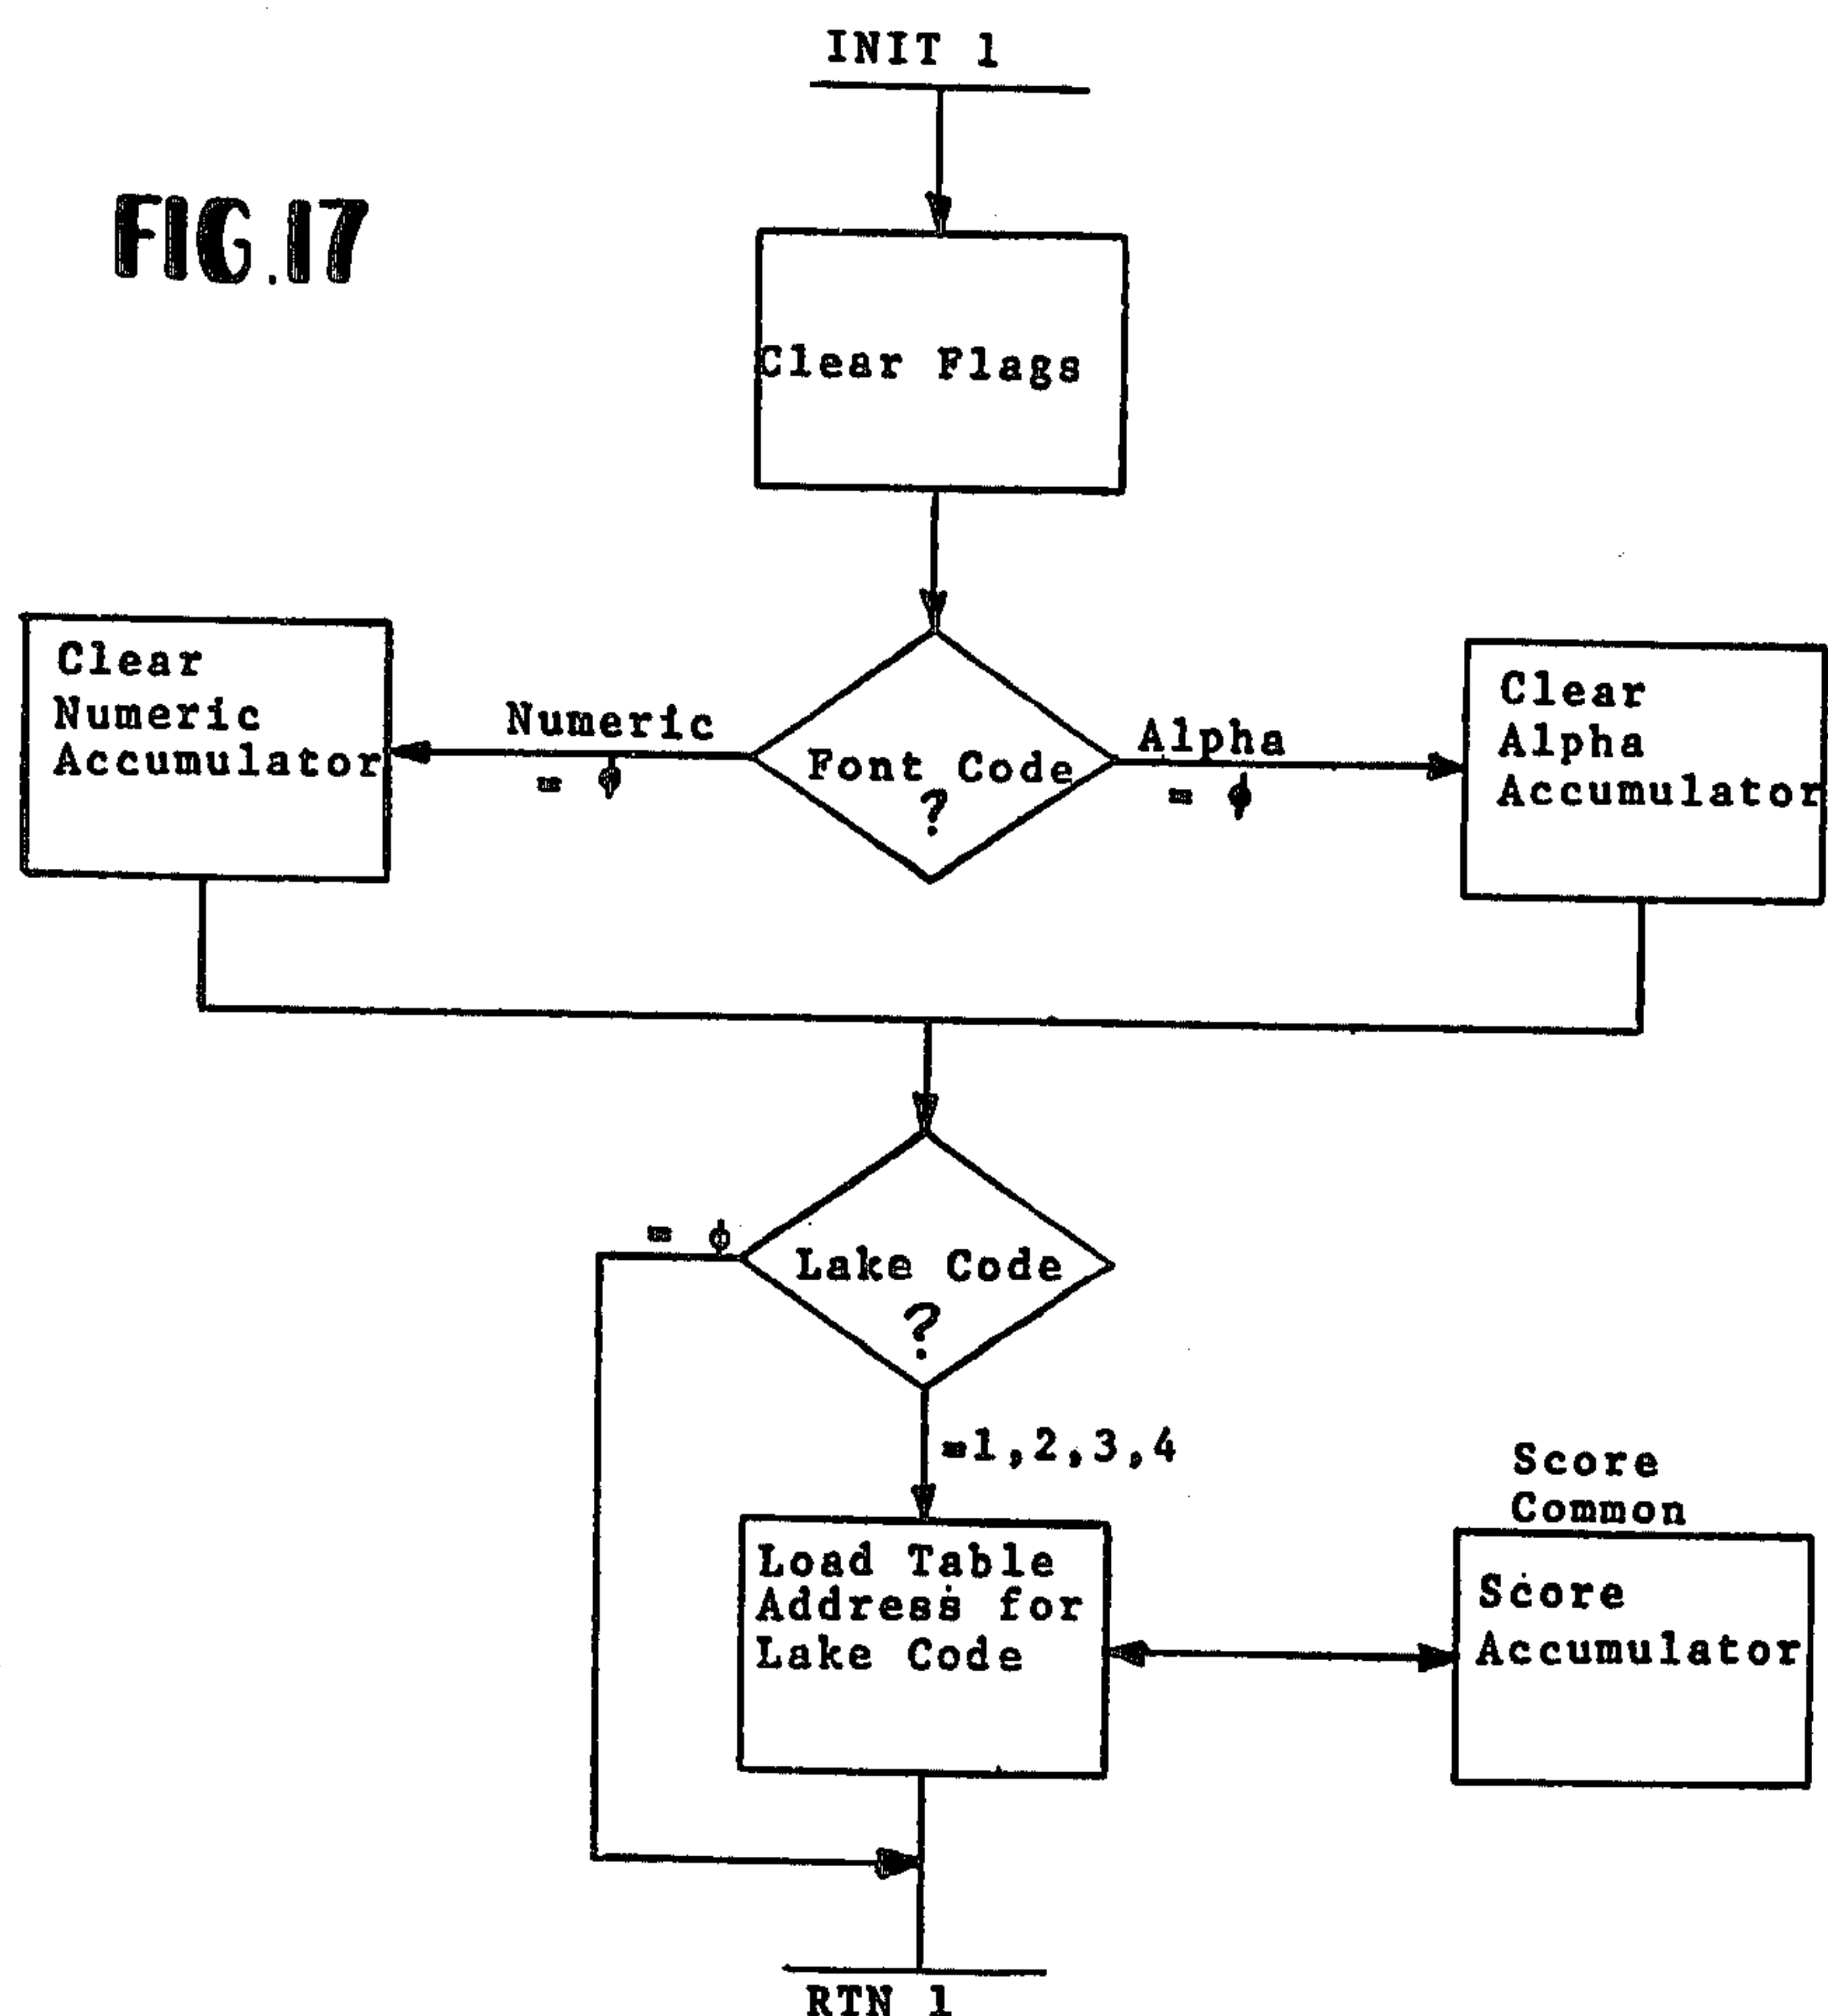 INIT 1
FIG.17
Clear Flags
Clear
Numeric
Accumulator
Numeric
= ϕ
Font Code
?
Alpha
= ϕ
Clear
Alpha
Accumulator
= ϕ
Lake Code
?
=1,2,3,4
Score
Common
Load Table
Address for
Lake Code
Score
Accumulator
RTN 1